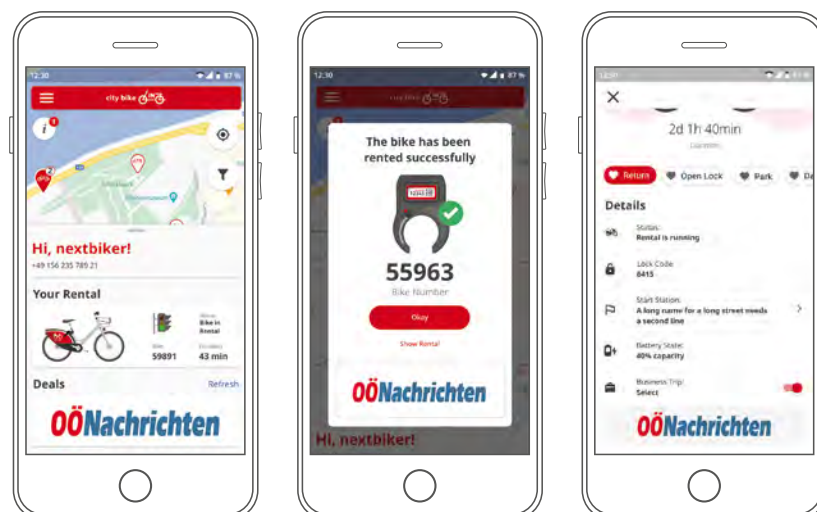 12:30
87 %
city bike
Hi, nextbiker!
+49 156 235 789 21
Your Rental
Bike in
Rental
59891
43 min
Deals
Refresh
OÖNachrichten
12:30
87 %
The bike has been
rented successfully
55963
Bike Number
Okay
Show Rental
OÖNachrichten
Hi, nextbiker!
2d 1h 40min
Return
Open Lock
Park
Details
Status:
Rental is running
Lock Code
8415
Start Station:
A long name for a long street needs
a second line
Battery State:
40% capacity
Business Trip:
Select
OÖNachrichten